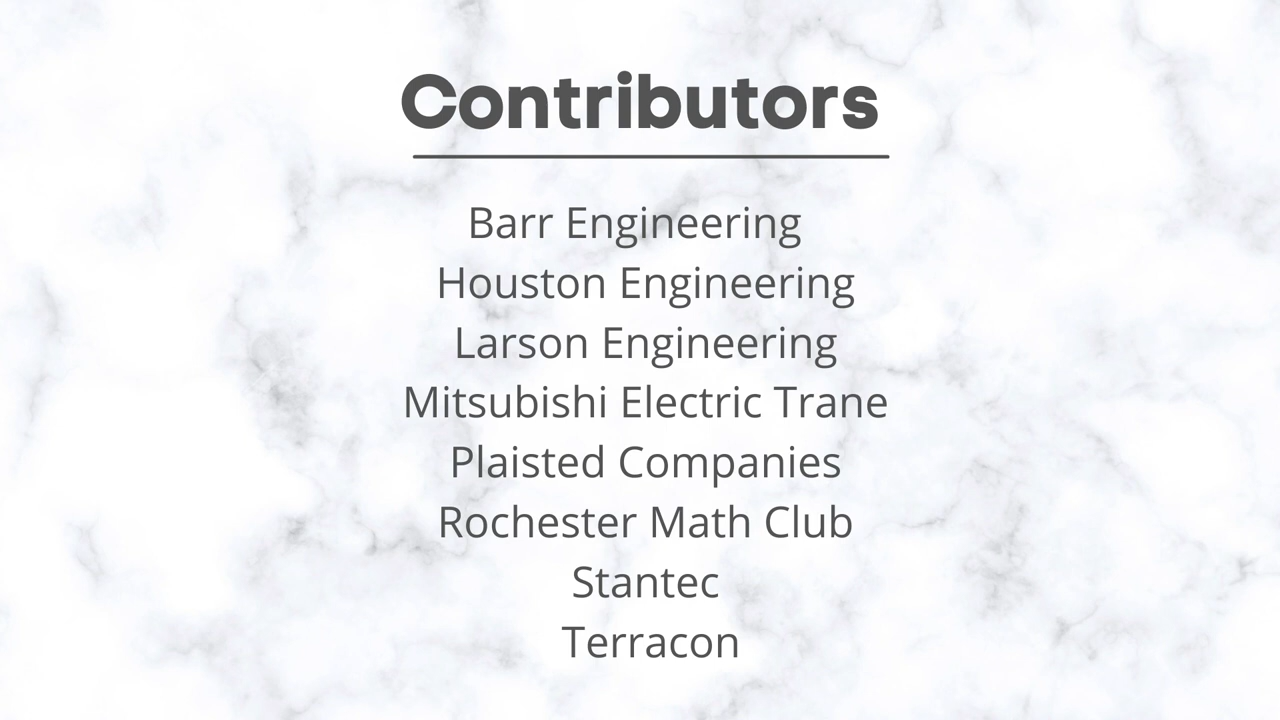 Contributors
Barr Engineering
Houston Engineering
Larson Engineering
Mitsubishi Electric Trane
Plaisted Companies
Rochester Math Club
Stantec
Terracon